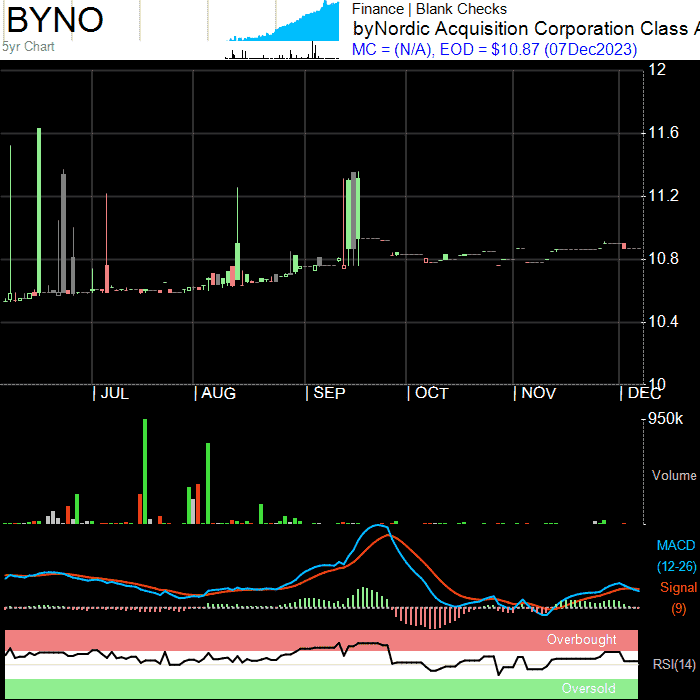 BYNO
5yr Chart
Finance | Blank Checks
byNordic Acquisition Corporation Class A
MC = (N/A), EOD = $10.87 (07Dec2023)
12
11.6
11.2
10.8
10.4
10
JUL
AUG
SEP
OCT
NOV
DEC
950k
Volume
MACD
(12-26)
Signal
(9)
Overbought
RSI(14)
Oversold